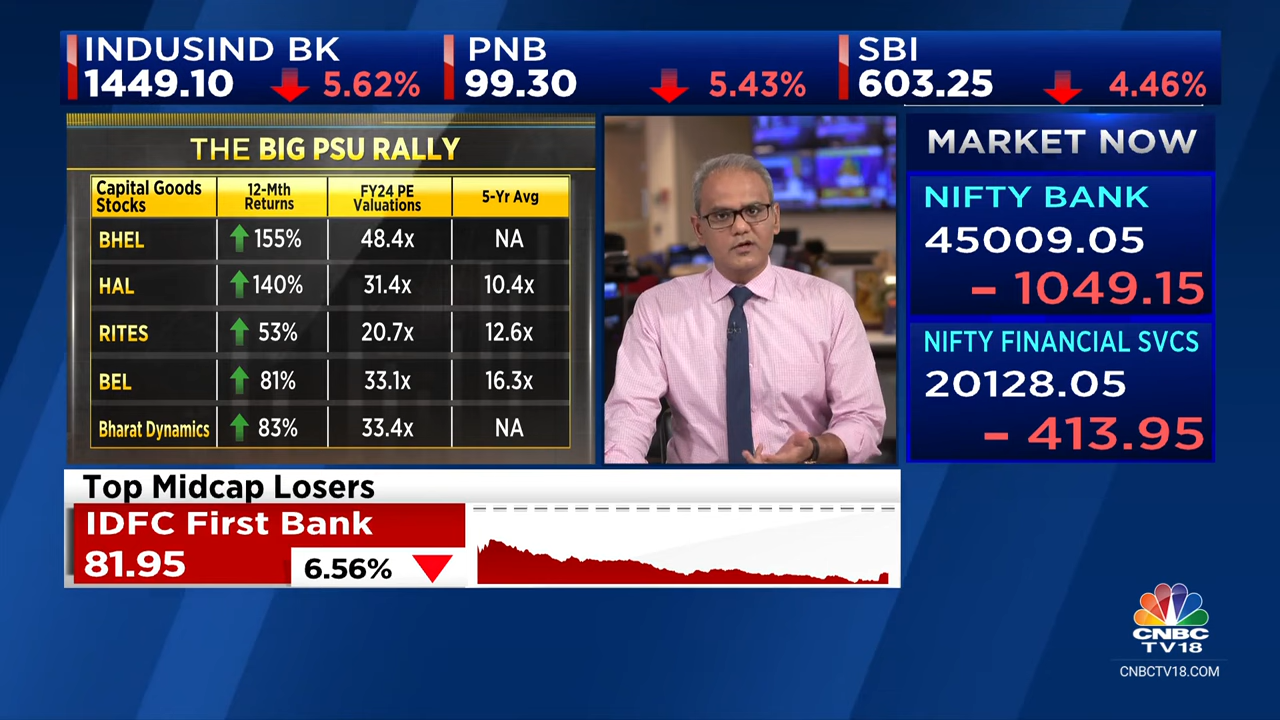 INDUSIND BK
1449.10 5.62%
PNB
99.30 5.43%
SBI
603.25 4.46%
THE BIG PSU RALLY
Capital Goods Stocks 12-Mth Returns FY24 PE Valuations 5-Yr Avg
BHEL 155% 48.4x NA
HAL 140% 31.4x 10.4x
RITES 53% 20.7x 12.6x
BEL 81% 33.1x 16.3x
Bharat Dynamics 83% 33.4x NA
MARKET NOW
NIFTY BANK
45009.05
- 1049.15
NIFTY FINANCIAL SVCS
20128.05
- 413.95
Top Midcap Losers
IDFC First Bank
81.95 6.56%
CNBC
TV18
CNBCTV18.COM